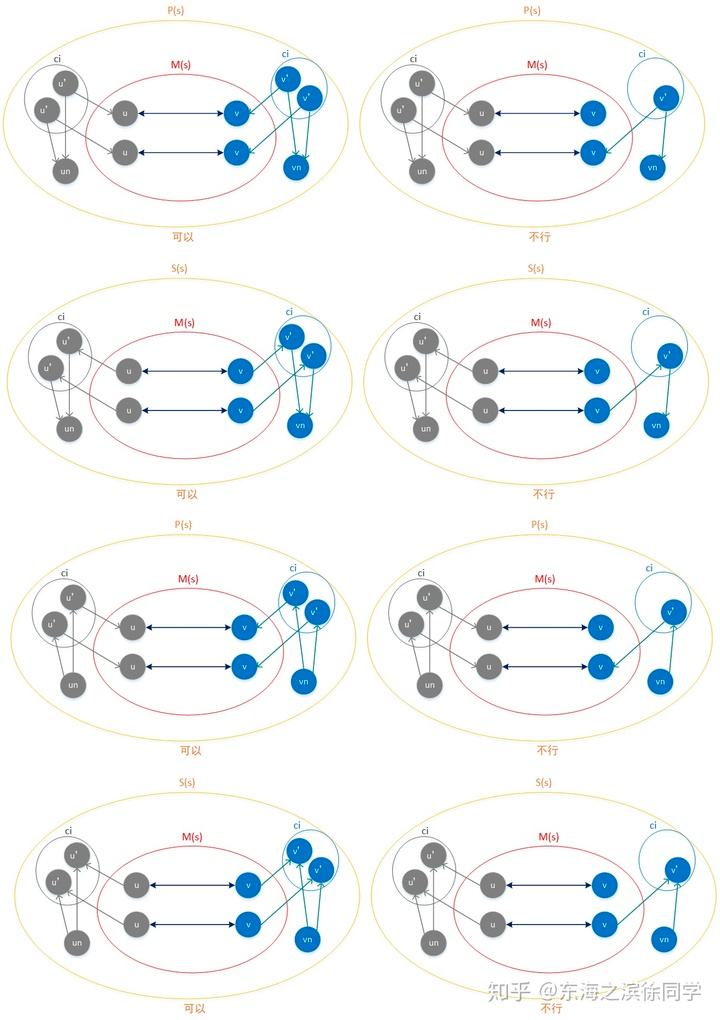 P(s) P(s)
ci M(s) ci ci M(s) ci
u' v' u' 
u' u v v' u' u v v'
u v u v
un vn un vn
可以 不行
S(s) S(s)
ci M(s) ci ci M(s) ci
u' v' u'
u' u v v' u' u v v'
u v u v
un vn un vn
可以 不行
P(s) P(s)
ci M(s) ci ci M(s) ci
u' v' u'
u' u v v' u' u v v'
u v u v
un vn un vn
可以 不行
S(s) S(s)
ci M(s) ci ci M(s) ci
u' v' u'
u' u v v' u' u v v'
u v u v
un vn un vn
知乎 @东海之滨徐同学
可以 不行